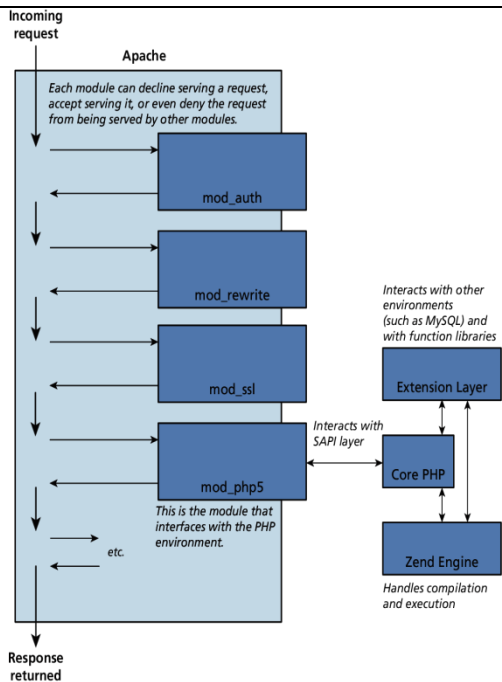 Incoming
request
Apache
Each module can decline serving a request,
accept serving it, or even deny the request
from being served by other modules.
mod_auth
mod_rewrite
mod_ssl
mod_php5
This is the module that
interfaces with the PHP
environment.
etc.
Response
returned
Interacts with
SAPI layer
Interacts with other
environments
(such as MySQL) and
with function libraries
Extension Layer
Core PHP
Zend Engine
Handles compilation
and execution